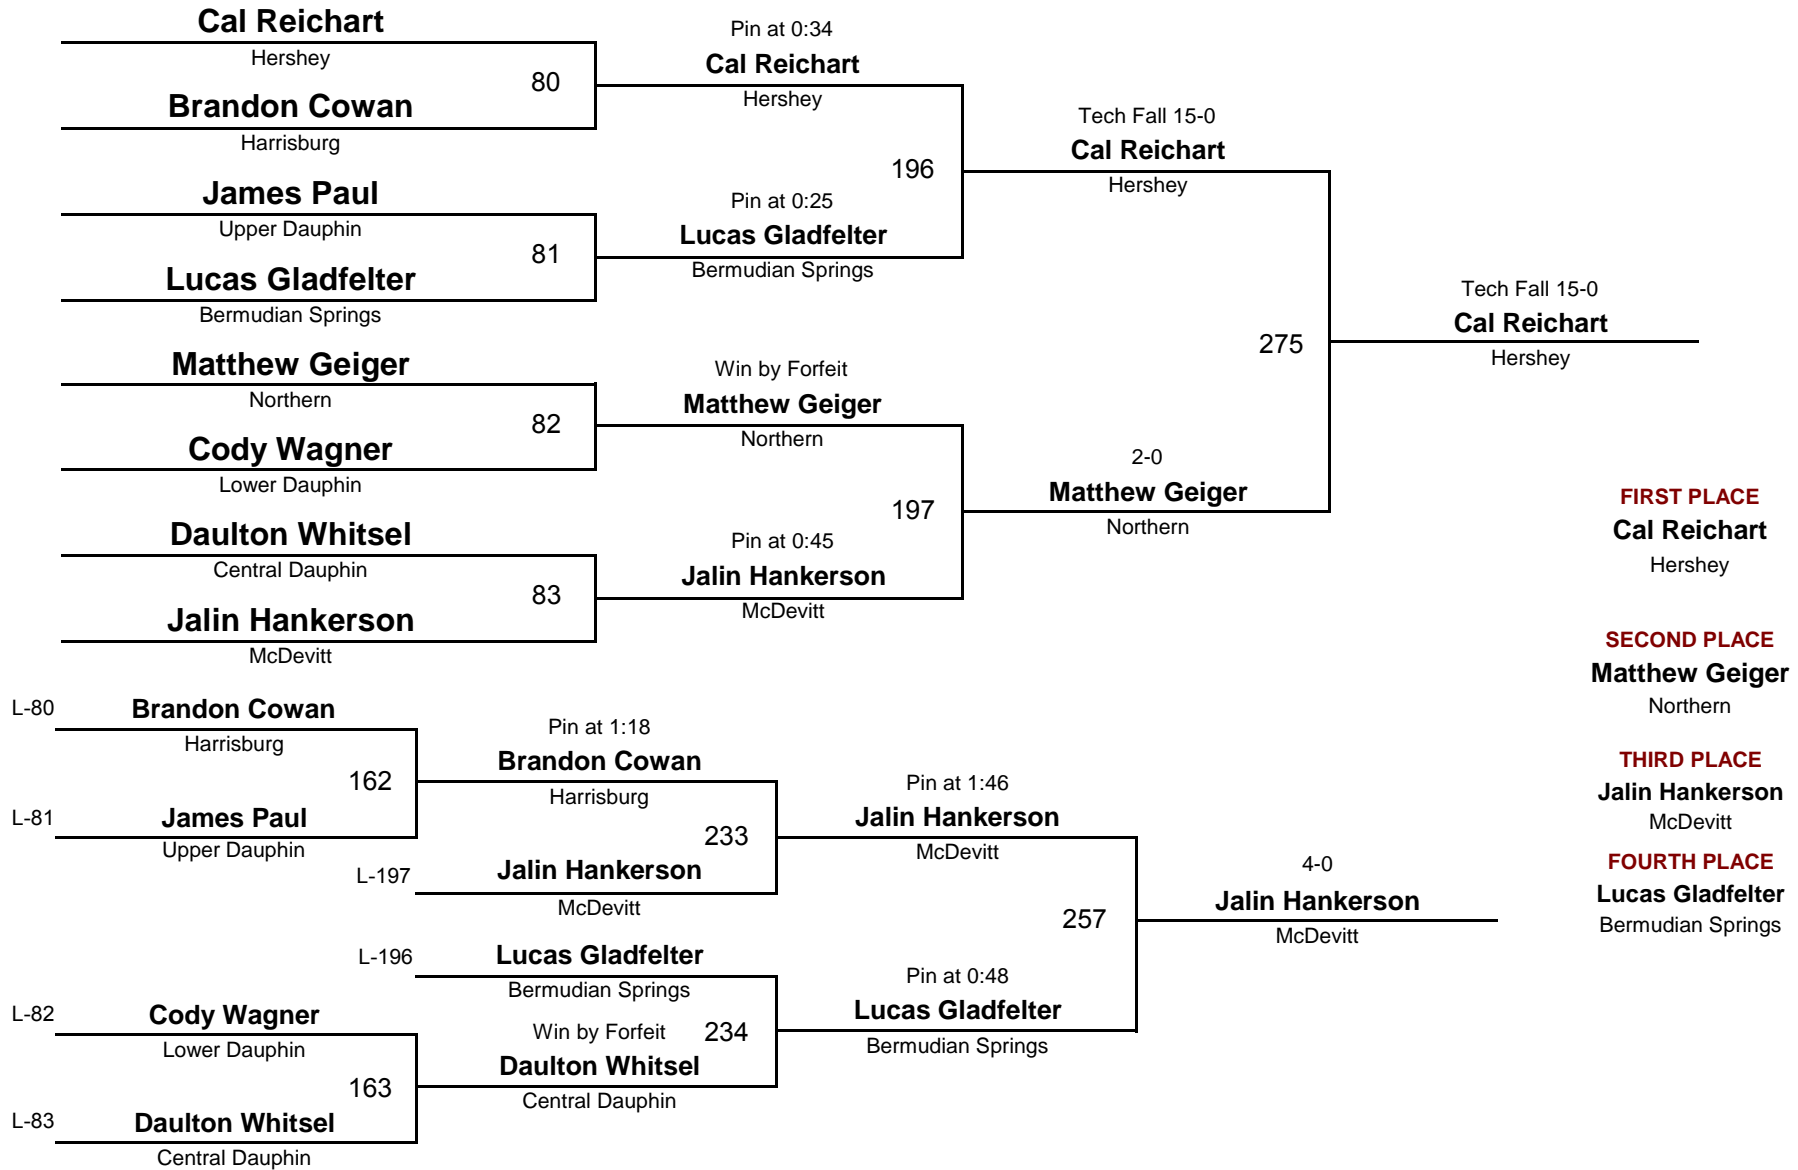 Cal Reichart
Hershey
80
Brandon Cowan
Harrisburg
James Paul
Upper Dauphin
81
Lucas Gladfelter
Bermudian Springs
Matthew Geiger
Northern
82
Cody Wagner
Lower Dauphin
Daulton Whitsel
Central Dauphin
83
Jalin Hankerson
McDevitt
Pin at 0:34
Cal Reichart
Hershey
196
Pin at 0:25
Lucas Gladfelter
Bermudian Springs
Win by Forfeit
Matthew Geiger
Northern
197
Pin at 0:45
Jalin Hankerson
McDevitt
Tech Fall 15-0
Cal Reichart
Hershey
275
2-0
Matthew Geiger
Northern
Tech Fall 15-0
Cal Reichart
Hershey
FIRST PLACE
Cal Reichart
Hershey
SECOND PLACE
Matthew Geiger
Northern
THIRD PLACE
Jalin Hankerson
McDevitt
FOURTH PLACE
Lucas Gladfelter
Bermudian Springs
L-80
Brandon Cowan
Harrisburg
162
L-81
James Paul
Upper Dauphin
Pin at 1:18
Brandon Cowan
Harrisburg
233
L-197
Jalin Hankerson
McDevitt
L-196
Lucas Gladfelter
Bermudian Springs
L-82
Cody Wagner
Lower Dauphin
163
L-83
Daulton Whitsel
Central Dauphin
Win by Forfeit
234
Daulton Whitsel
Central Dauphin
Pin at 1:46
Jalin Hankerson
McDevitt
257
Pin at 0:48
Lucas Gladfelter
Bermudian Springs
4-0
Jalin Hankerson
McDevitt